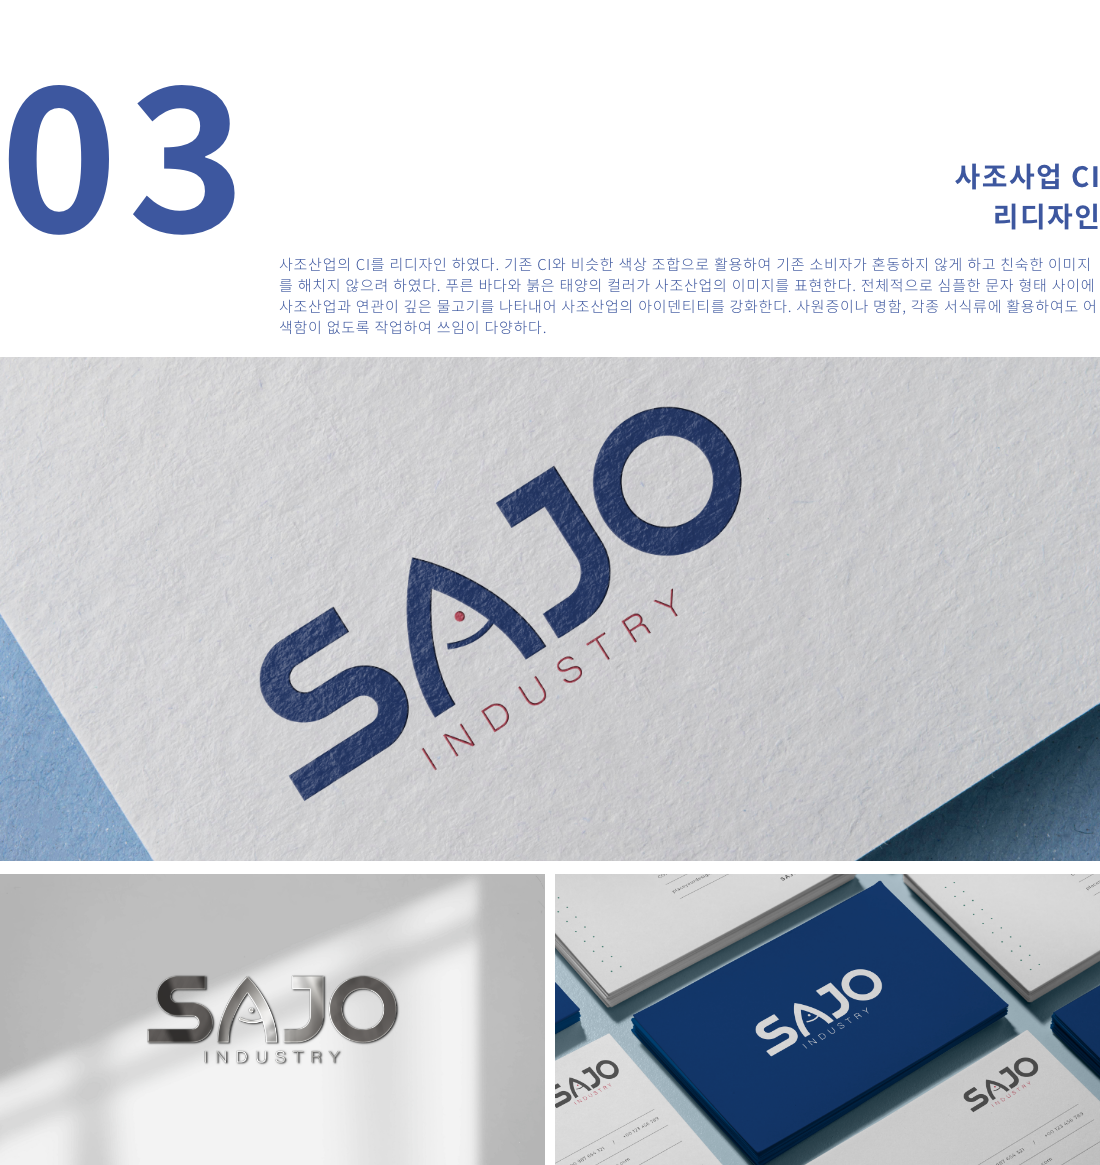 03
사조사업 CI
리디자인
사조산업의 CI를 리디자인 하였다. 기존 CI와 비슷한 색상 조합으로 활용하여 기존 소비자가 혼동하지 않게 하고 친숙한 이미지
를 해치지 않으려 하였다. 푸른 바다와 붉은 태양의 컬러가 사조산업의 이미지를 표현한다. 전체적으로 심플한 문자 형태 사이에
사조산업과 연관이 깊은 물고기를 나타내어 사조산업의 아이덴티티를 강화한다. 사원증이나 명함, 각종 서식류에 활용하여도 어
색함이 없도록 작업하여 쓰임이 다양하다.
SAJO
INDUSTRY
SAJO
INDUSTRY
SAJO
INDUSTRY
SAJO
INDUSTRY
SAJO
INDUSTRY